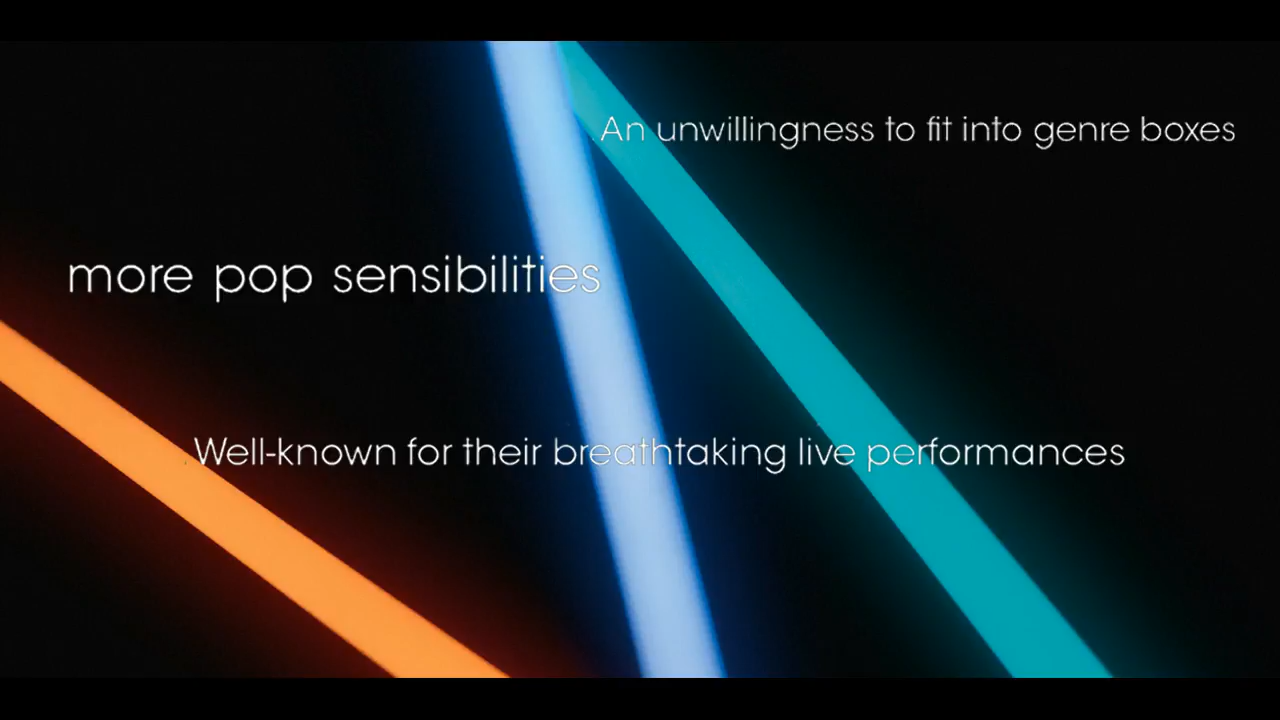 An unwillingness to fit into genre boxes
more pop sensibilities
Well-known for their breathtaking live performances